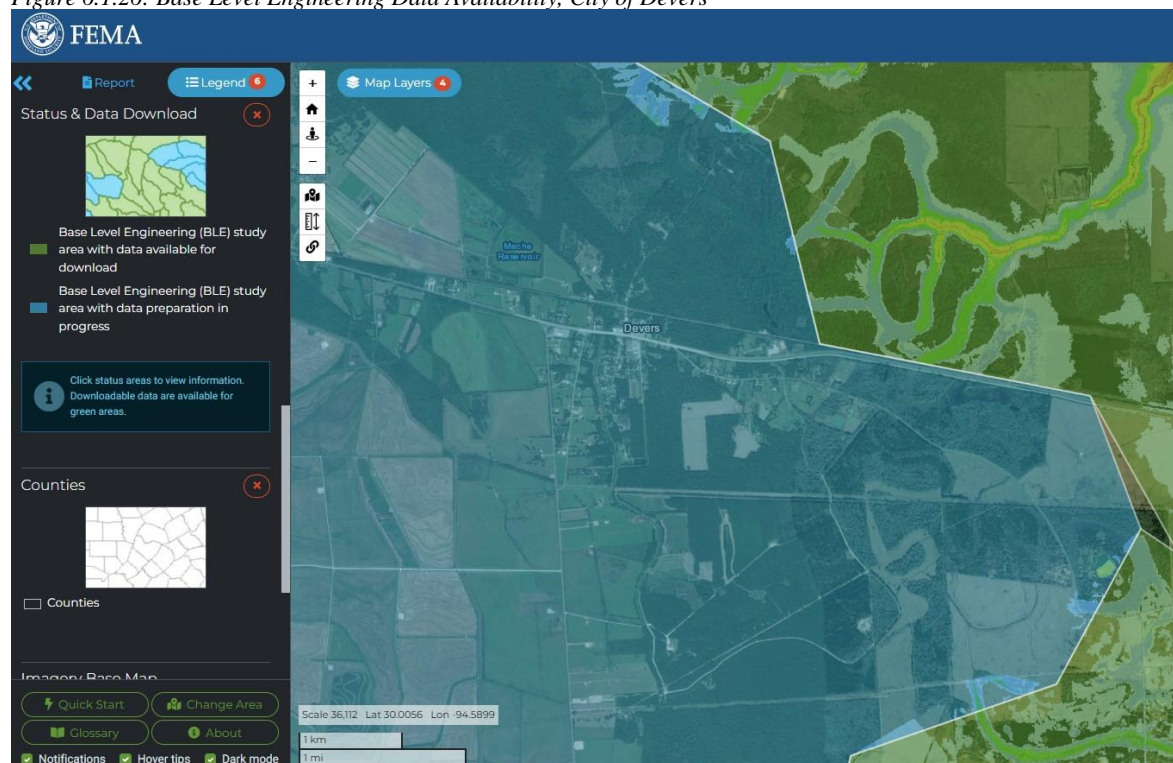 Figure 6.1.26: Base Level Engineering Data Availability, City of Devers
FEMA
Report
Legend 6
Map Layers 4
Status & Data Download
Base Level Engineering (BLE) study
area with data available for
download
Base Level Engineering (BLE) study
area with data preparation in
progress
Click status areas to view information.
Downloadable data are available for
green areas.
Counties
Counties
Imagery Base Map
Quick Start
Change Area
Glossary
About
Notifications
Hover tips
Dark mode
Reservoir
Devers
Scale 36,112 Lat 30.0056 Lon -94.5899
1 km
1 mi